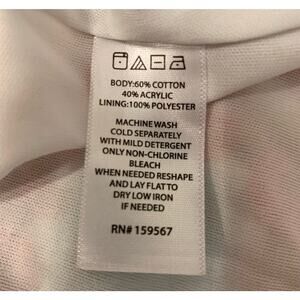 BODY:60% COTTON
40% ACRYLIC
LINING:100% POLYESTER
MACHINE WASH
COLD SEPARATELY
WITH MILD DETERGENT
ONLY NON-CHLORINE
BLEACH
WHEN NEEDED RESHAPE
AND LAY FLAT TO
DRY LOW IRON
IF NEEDED
RN# 159567